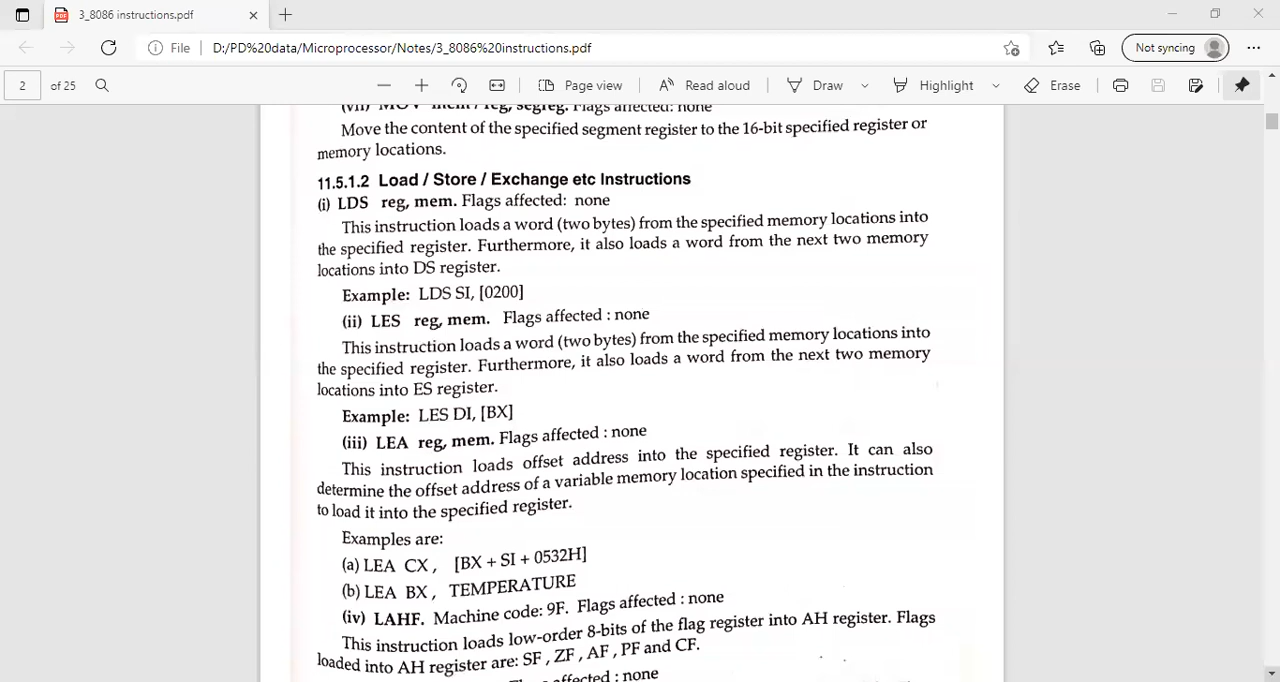 3_8086 instructions.pdf
File D:/PD%20data/Microprocessor/Notes/3_8086%20instructions.pdf Not syncing
2 of 25 Page view Read aloud Draw Highlight Erase
(vii) MOV mem / reg, segreg. Flags affected: none
Move the content of the specified segment register to the 16-bit specified register or
memory locations.
11.5.1.2 Load / Store / Exchange etc Instructions
(i) LDS reg, mem. Flags affected: none
This instruction loads a word (two bytes) from the specified memory locations into
the specified register. Furthermore, it also loads a word from the next two memory
locations into DS register.
Example: LDS SI, [0200]
(ii) LES reg, mem. Flags affected : none
This instruction loads a word (two bytes) from the specified memory locations into
the specified register. Furthermore, it also loads a word from the next two memory
locations into ES register.
Example: LES DI, [BX]
(iii) LEA reg, mem. Flags affected : none
This instruction loads offset address into the specified register. It can also
determine the offset address of a variable memory location specified in the instruction
to load it into the specified register.
Examples are:
(a) LEA CX, [BX + SI + 0532H]
(b) LEA BX, TEMPERATURE
(iv) LAHF. Machine code: 9F. Flags affected : none
This instruction loads low-order 8-bits of the flag register into AH register. Flags
loaded into AH register are: SF, ZF, AF, PF and CF.
affected : none